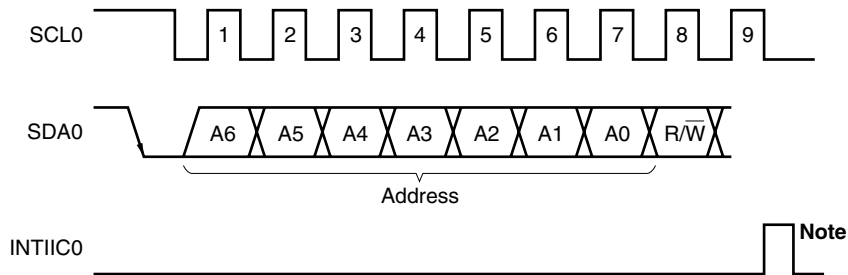 SCL0 1 2 3 4 5 6 7 8 9
SDA0 A6 A5 A4 A3 A2 A1 A0 R/W̅
Address
Note
INTIIC0